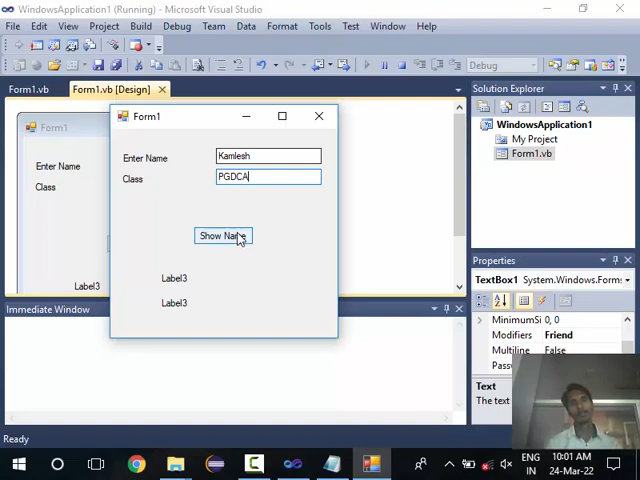 WindowsApplication1 (Running) - Microsoft Visual Studio
File Edit View Project Build Debug Team Data Format Tools Test Window Help
Debug
Form1.vb Form1.vb [Design]
Solution Explorer
WindowsApplication1
My Project
Form1.vb
Form1
Enter Name
Class
Label3
Form1
Enter Name Kamlesh
Class PGDCA
Show Name
Label3
Label3
Properties
TextBox1 System.Windows.Forms
0, 0
Modifiers Friend
Multiline False
Text
The text
Immediate Window
Ready
ENG
IN
10:01 AM
24-Mar-22